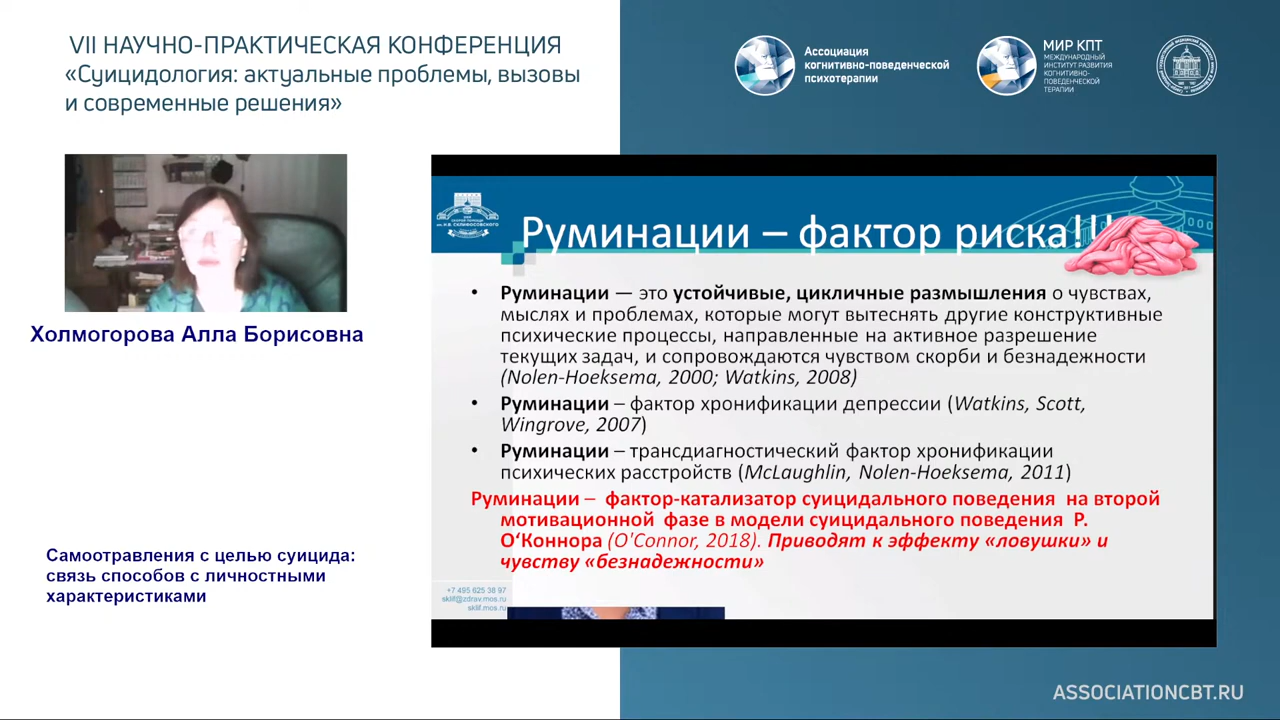 VII НАУЧНО-ПРАКТИЧЕСКАЯ КОНФЕРЕНЦИЯ
«Суицидология: актуальные проблемы, вызовы
и современные решения»
Ассоциация
когнитивно-поведенческой
психотерапии
МИР КПТ
МЕЖДУНАРОДНЫЙ
ИНСТИТУТ РАЗВИТИЯ
КОГНИТИВНО-
ПОВЕДЕНЧЕСКОЙ
ТЕРАПИИ
Холмогорова Алла Борисовна
Самоотравления с целью суицида:
связь способов с личностными
характеристиками
Руминации – фактор риска!!!
• Руминации — это устойчивые, цикличные размышления о чувствах,
мыслях и проблемах, которые могут вытеснять другие конструктивные
психические процессы, направленные на активное разрешение
текущих задач, и сопровождаются чувством скорби и безнадежности
(Nolen-Hoeksema, 2000; Watkins, 2008)
• Руминации – фактор хронификации депрессии (Watkins, Scott,
Wingrove, 2007)
• Руминации – трансдиагностический фактор хронификации
психических расстройств (McLaughlin, Nolen-Hoeksema, 2011)
Руминации – фактор-катализатор суицидального поведения на второй
мотивационной фазе в модели суицидального поведения Р.
О‘Коннора (O'Connor, 2018). Приводят к эффекту «ловушки» и
чувству «безнадежности»
+7 495 625 38 97
sklif@zdrav.mos.ru
sklif.mos.ru
ASSOCIATIONCBT.RU